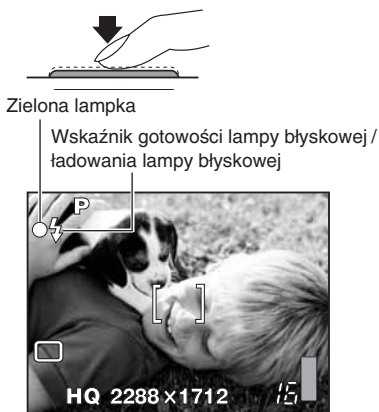 Zielona lampka
Wskaźnik gotowości lampy błyskowej /
ładowania lampy błyskowej
P
HQ 2288×1712 16